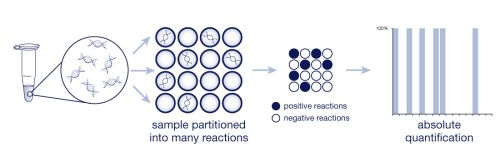 100%
positive reactions
negative reactions
sample partitioned
into many reactions
absolute
quantification